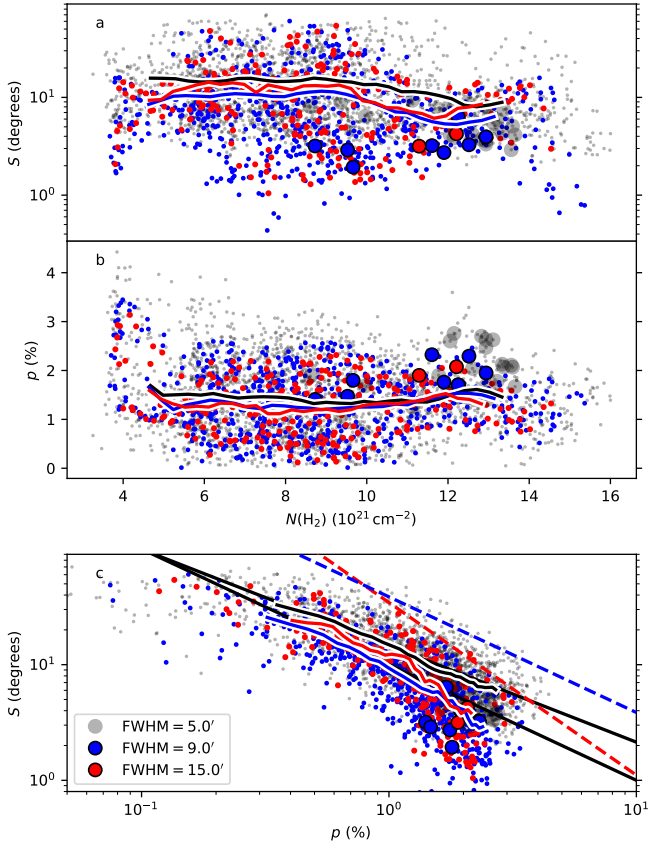 a
10¹
10⁰
S (degrees)
b
4
3
2
1
0
p (%)
4 6 8 10 12 14 16
N(H₂) (10²¹ cm⁻²)
c
10¹
10⁰
S (degrees)
FWHM = 5.0′
FWHM = 9.0′
FWHM = 15.0′
10⁻¹ 10⁰ 10¹
p (%)